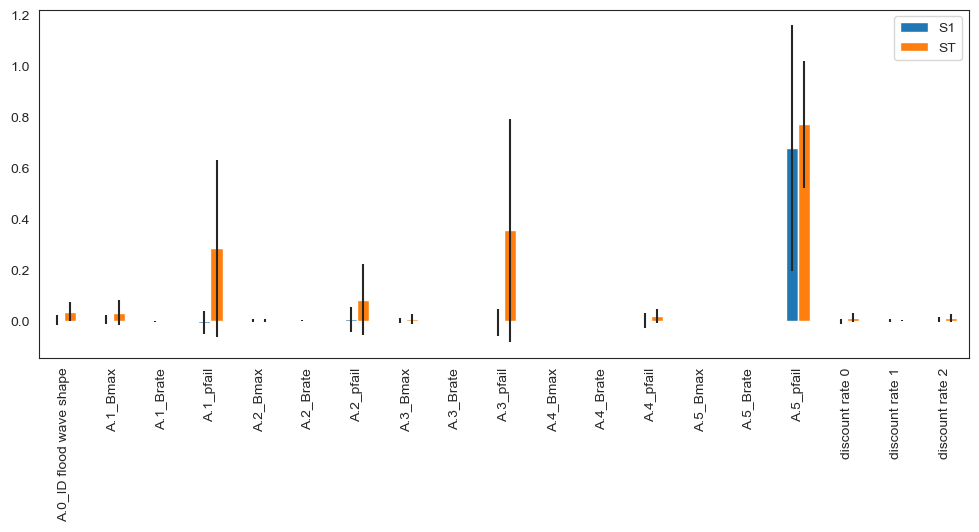 1.2
1.0
0.8
0.6
0.4
0.2
0.0
S1
ST
A.0_ID flood wave shape
A.1_Bmax
A.1_Brate
A.1_pfail
A.2_Bmax
A.2_Brate
A.2_pfail
A.3_Bmax
A.3_Brate
A.3_pfail
A.4_Bmax
A.4_Brate
A.4_pfail
A.5_Bmax
A.5_Brate
A.5_pfail
discount rate 0
discount rate 1
discount rate 2